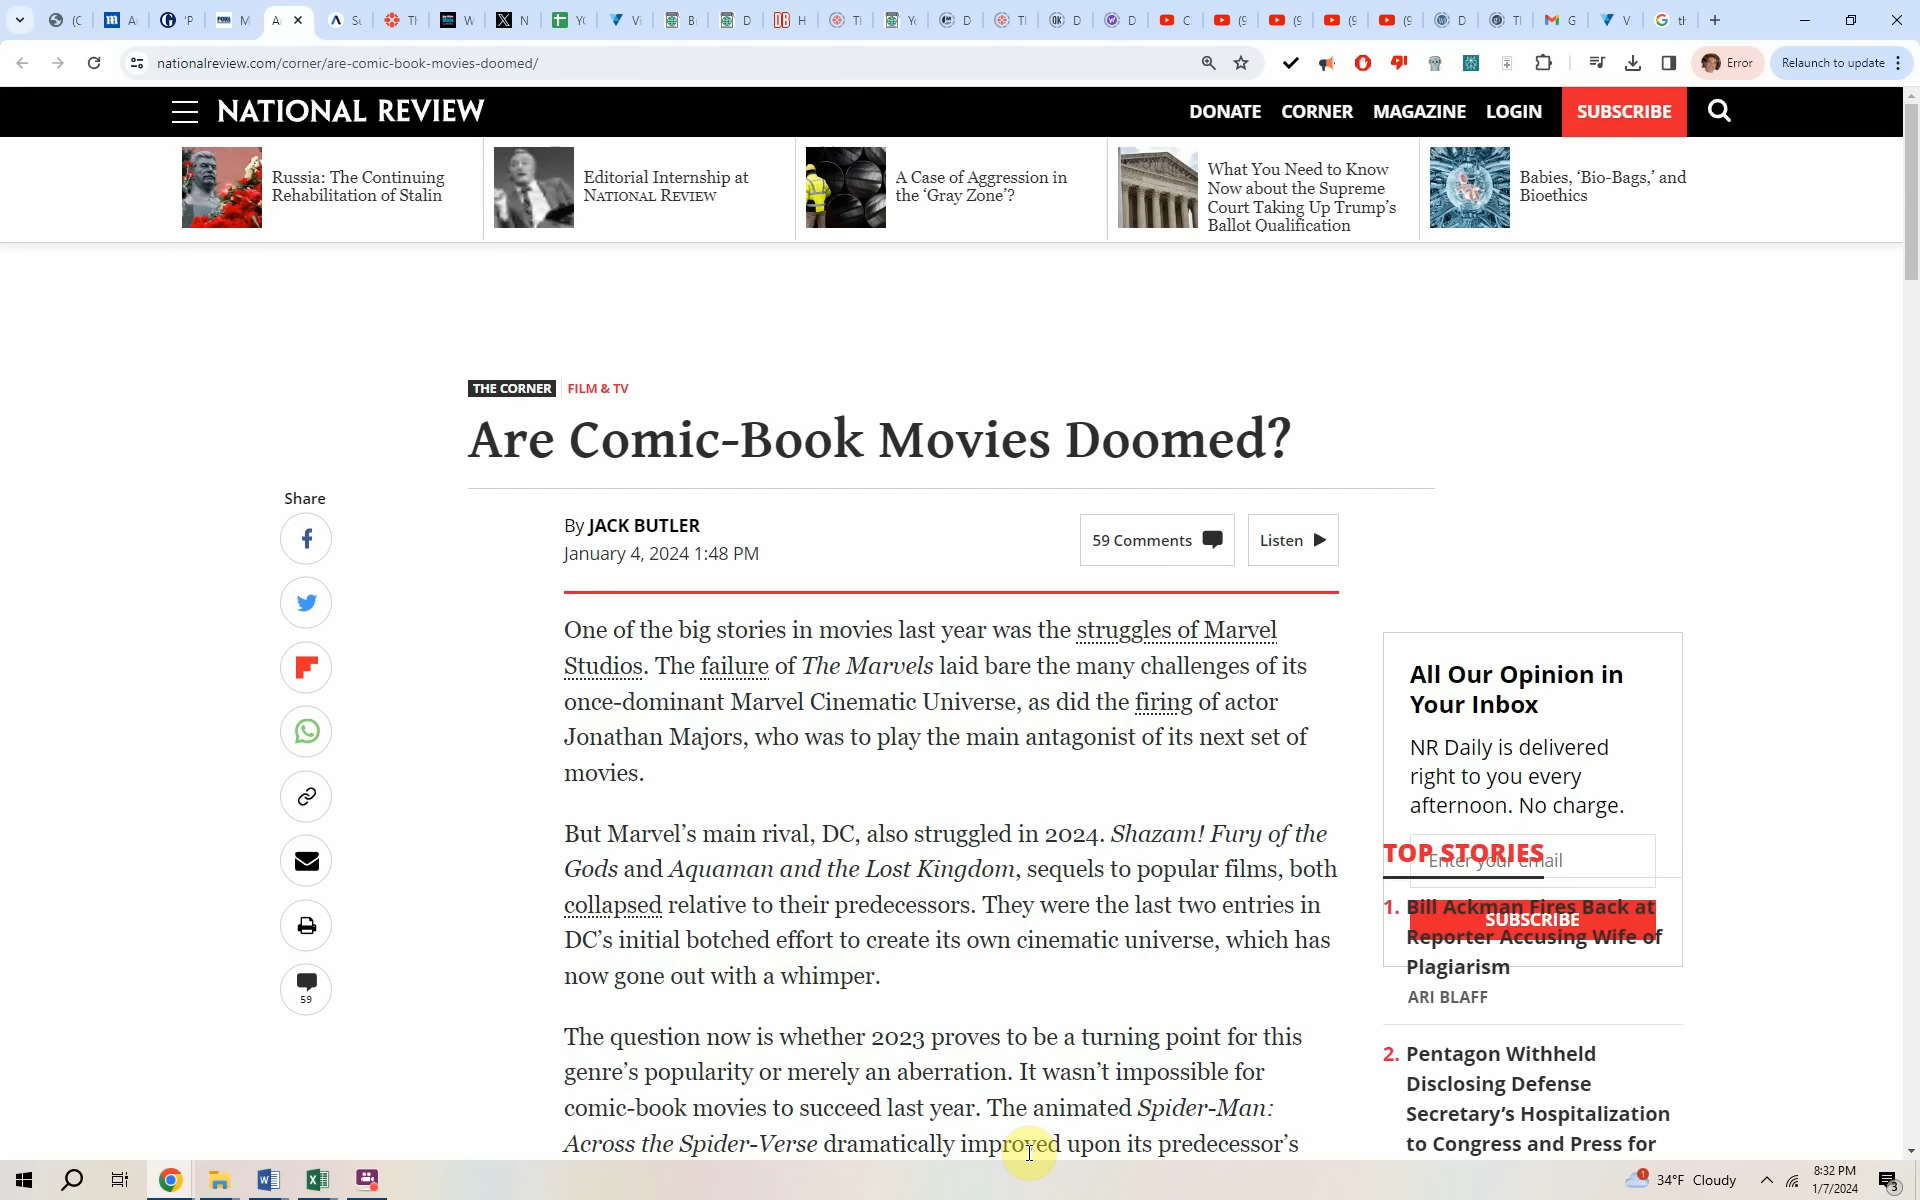 nationalreview.com/corner/are-comic-book-movies-doomed/
Error
Relaunch to update
NATIONAL REVIEW
DONATE
CORNER
MAGAZINE
LOGIN
SUBSCRIBE
Russia: The Continuing
Rehabilitation of Stalin
Editorial Internship at
NATIONAL REVIEW
A Case of Aggression in
the ‘Gray Zone’?
What You Need to Know
Now about the Supreme
Court Taking Up Trump’s
Ballot Qualification
Babies, ‘Bio-Bags,’ and
Bioethics
THE CORNER
FILM & TV
Are Comic-Book Movies Doomed?
Share
By JACK BUTLER
January 4, 2024 1:48 PM
59 Comments
Listen
One of the big stories in movies last year was the struggles of Marvel
Studios. The failure of The Marvels laid bare the many challenges of its
once-dominant Marvel Cinematic Universe, as did the firing of actor
Jonathan Majors, who was to play the main antagonist of its next set of
movies.
But Marvel’s main rival, DC, also struggled in 2024. Shazam! Fury of the
Gods and Aquaman and the Lost Kingdom, sequels to popular films, both
collapsed relative to their predecessors. They were the last two entries in
DC’s initial botched effort to create its own cinematic universe, which has
now gone out with a whimper.
The question now is whether 2023 proves to be a turning point for this
genre’s popularity or merely an aberration. It wasn’t impossible for
comic-book movies to succeed last year. The animated Spider-Man:
Across the Spider-Verse dramatically improved upon its predecessor’s
59
All Our Opinion in
Your Inbox
NR Daily is delivered
right to you every
afternoon. No charge.
Enter your email
TOP STORIES
SUBSCRIBE
1. Bill Ackman Fires Back at
Reporter Accusing Wife of
Plagiarism
ARI BLAFF
2. Pentagon Withheld
Disclosing Defense
Secretary’s Hospitalization
to Congress and Press for
34°F Cloudy
8:32 PM
1/7/2024
3